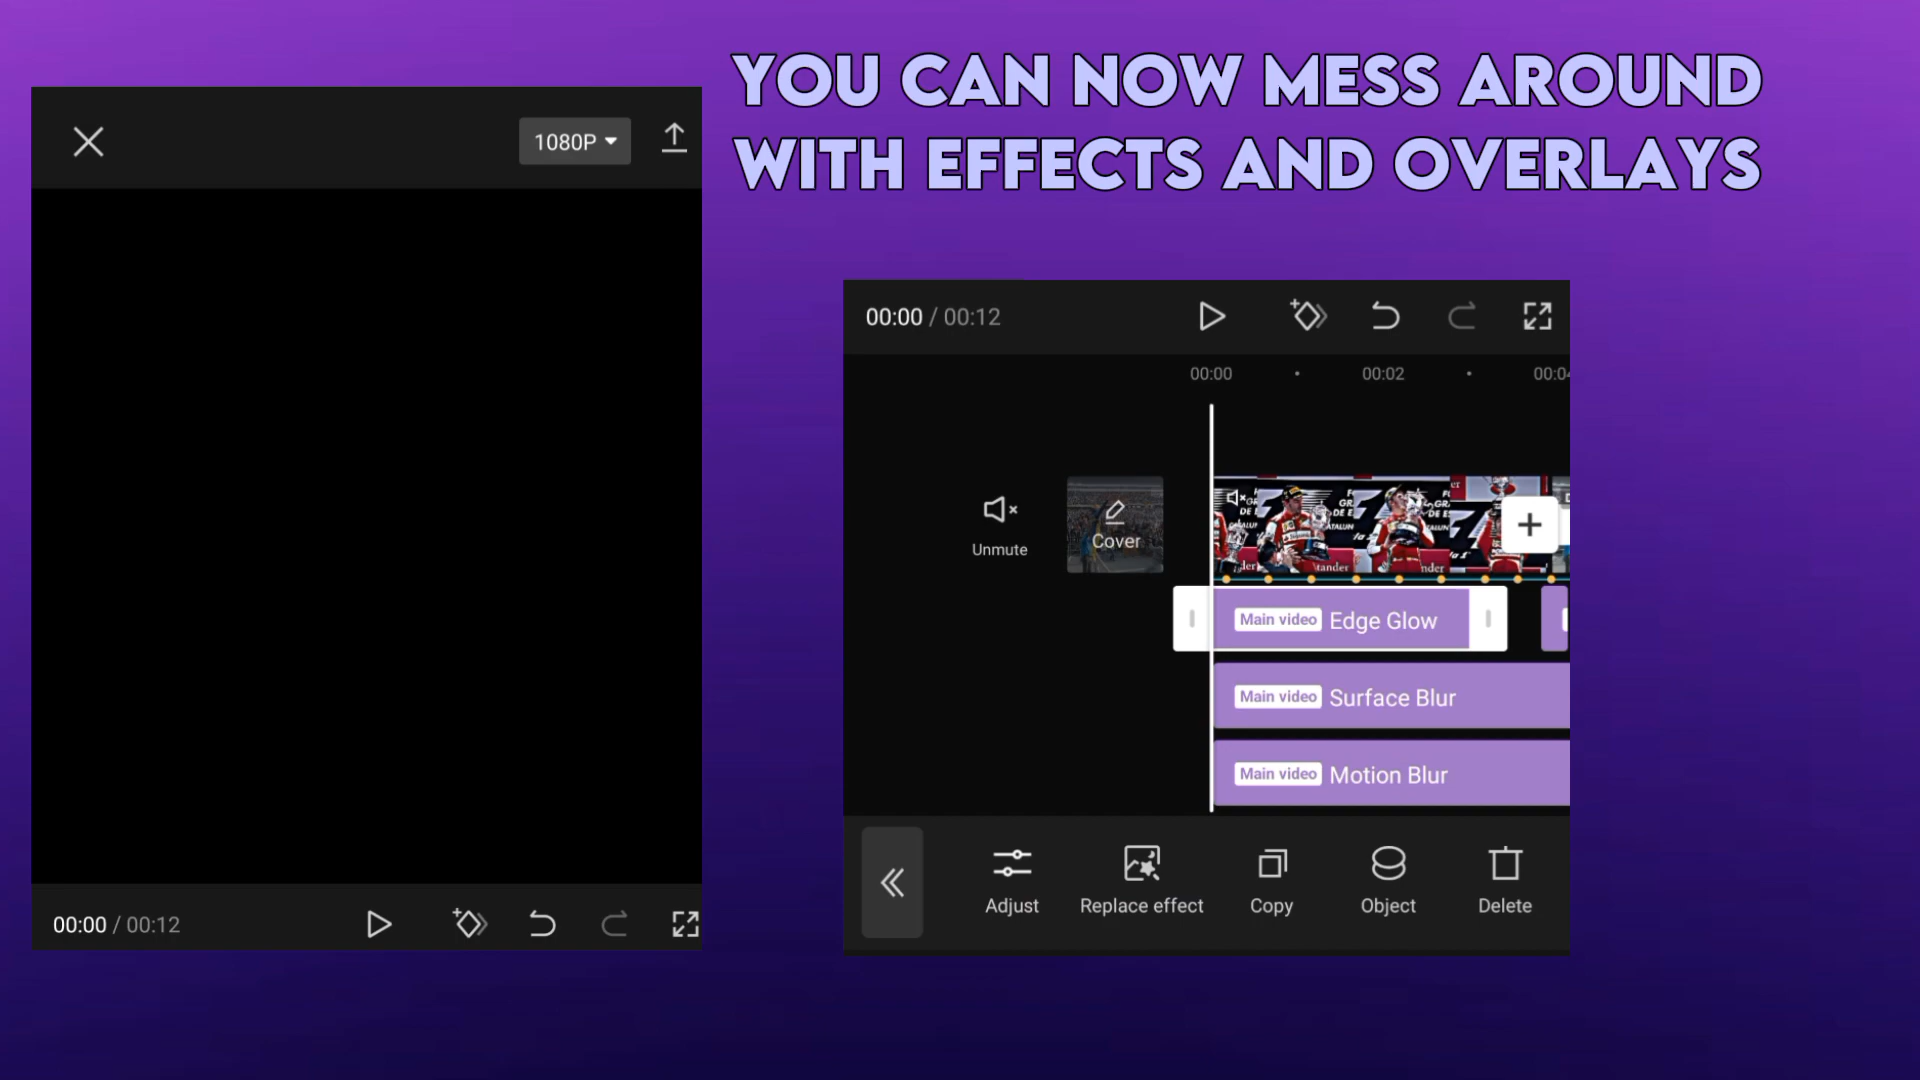 YOU CAN NOW MESS AROUND
WITH EFFECTS AND OVERLAYS
1080P
00:00 / 00:12
00:00 / 00:12
00:00 • 00:02 •
Unmute
Cover
Main video Edge Glow
Main video Surface Blur
Main video Motion Blur
Adjust Replace effect Copy Object Delete